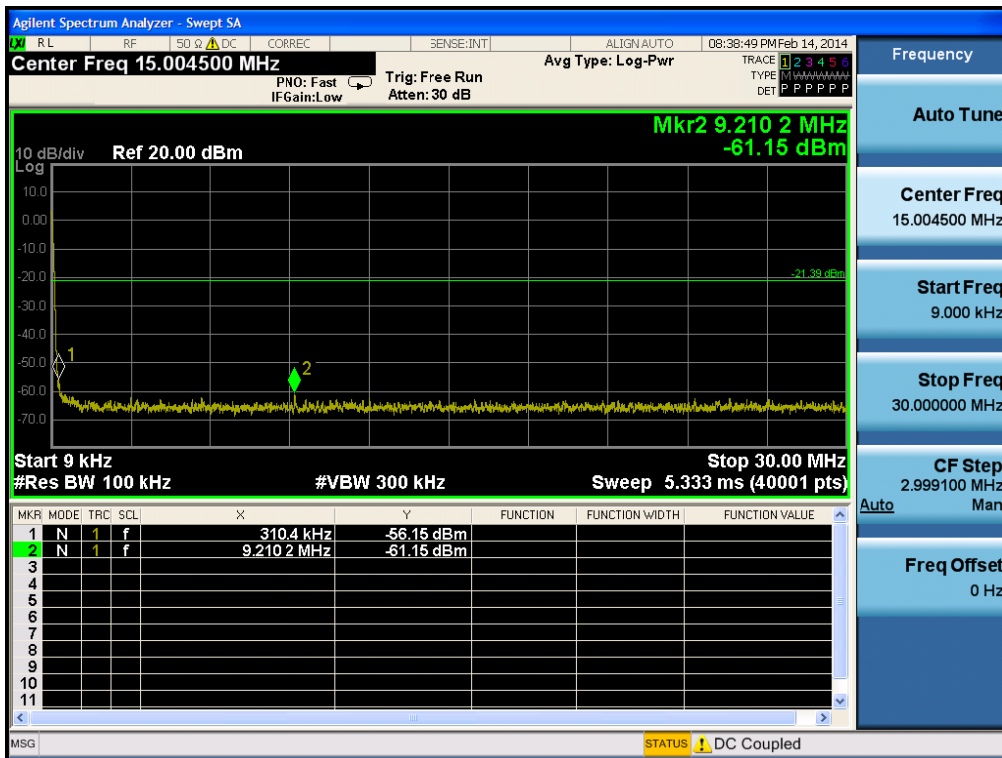 Agilent Spectrum Analyzer - Swept SA
LXI RL RF 50 Ω DC CORREC SENSE:INT ALIGN AUTO 08:38:49 PM Feb 14, 2014
Center Freq 15.004500 MHz
PNO: Fast
IFGain:Low
Trig: Free Run
Atten: 30 dB
Avg Type: Log-Pwr
TRACE 1 2 3 4 5 6
TYPE M
DET P P P P P P
Mkr2 9.210 2 MHz
-61.15 dBm
10 dB/div Ref 20.00 dBm
Log
10.0
0.00
-10.0
-20.0
-21.39 dBm
-30.0
-40.0
-50.0
-60.0
-70.0
1
2
Start 9 kHz Stop 30.00 MHz
#Res BW 100 kHz #VBW 300 kHz Sweep 5.333 ms (40001 pts)
MKR MODE TRC SCL X Y FUNCTION FUNCTION WIDTH FUNCTION VALUE
1 N 1 f 310.4 kHz -56.15 dBm
2 N 1 f 9.210 2 MHz -61.15 dBm
3
4
5
6
7
8
9
10
11
MSG STATUS DC Coupled
Frequency
Auto Tune
Center Freq
15.004500 MHz
Start Freq
9.000 kHz
Stop Freq
30.000000 MHz
CF Step
2.999100 MHz
Auto Man
Freq Offset
0 Hz